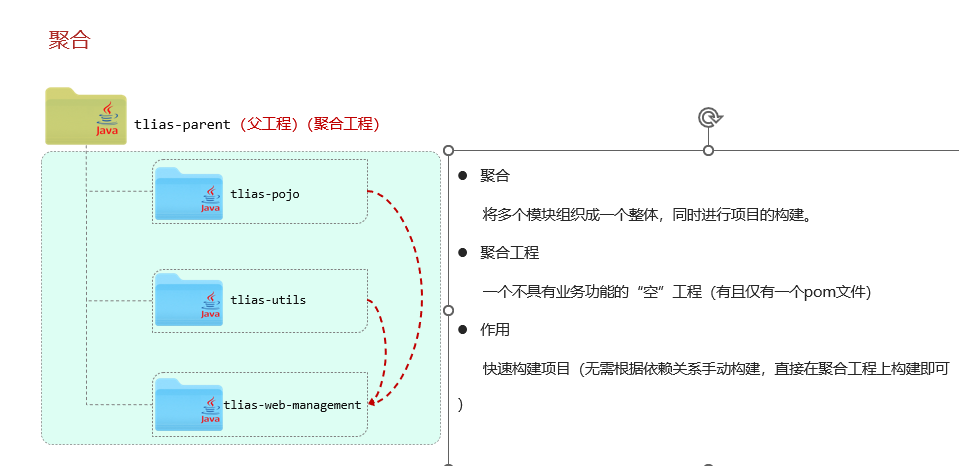 聚合
Java
tlias-parent（父工程）（聚合工程）
Java
tlias-pojo
Java
tlias-utils
Java
tlias-web-management
● 聚合
将多个模块组织成一个整体，同时进行项目的构建。
● 聚合工程
一个不具有业务功能的“空”工程（有且仅有一个pom文件）
● 作用
快速构建项目（无需根据依赖关系手动构建，直接在聚合工程上构建即可
）